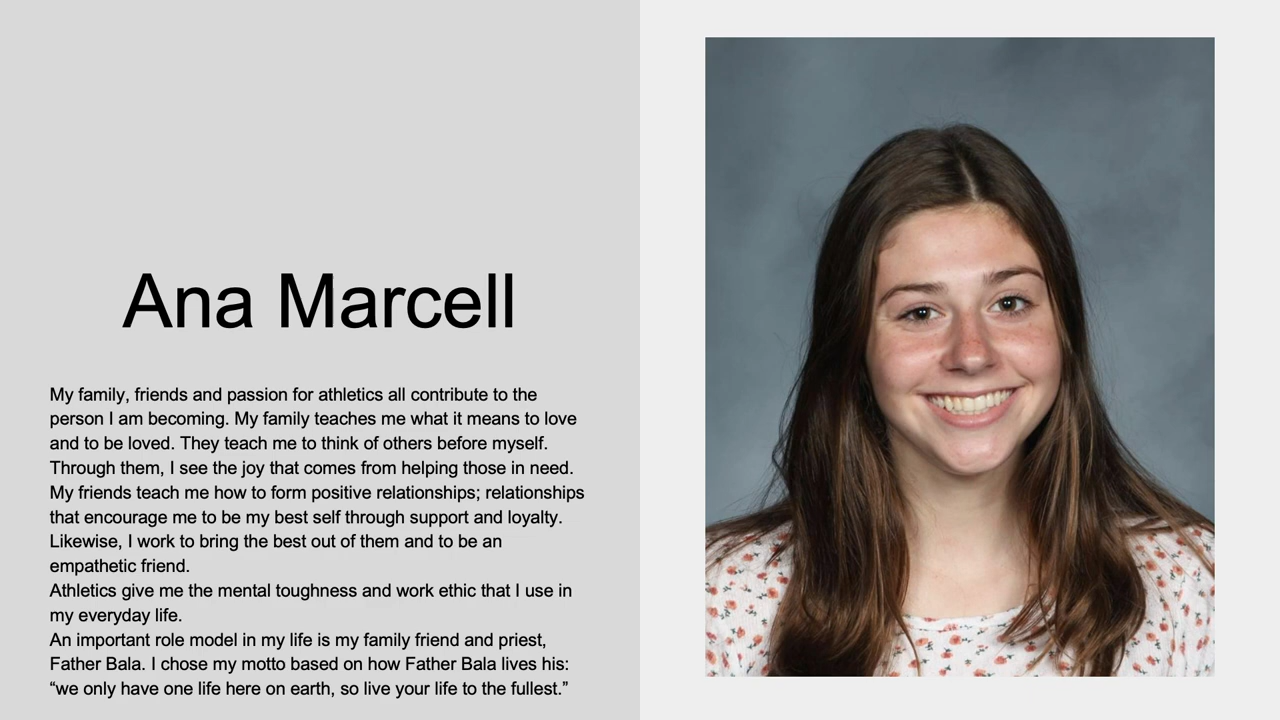 Ana Marcell
My family, friends and passion for athletics all contribute to the
person I am becoming. My family teaches me what it means to love
and to be loved. They teach me to think of others before myself.
Through them, I see the joy that comes from helping those in need.
My friends teach me how to form positive relationships; relationships
that encourage me to be my best self through support and loyalty.
Likewise, I work to bring the best out of them and to be an
empathetic friend.
Athletics give me the mental toughness and work ethic that I use in
my everyday life.
An important role model in my life is my family friend and priest,
Father Bala. I chose my motto based on how Father Bala lives his:
“we only have one life here on earth, so live your life to the fullest.”